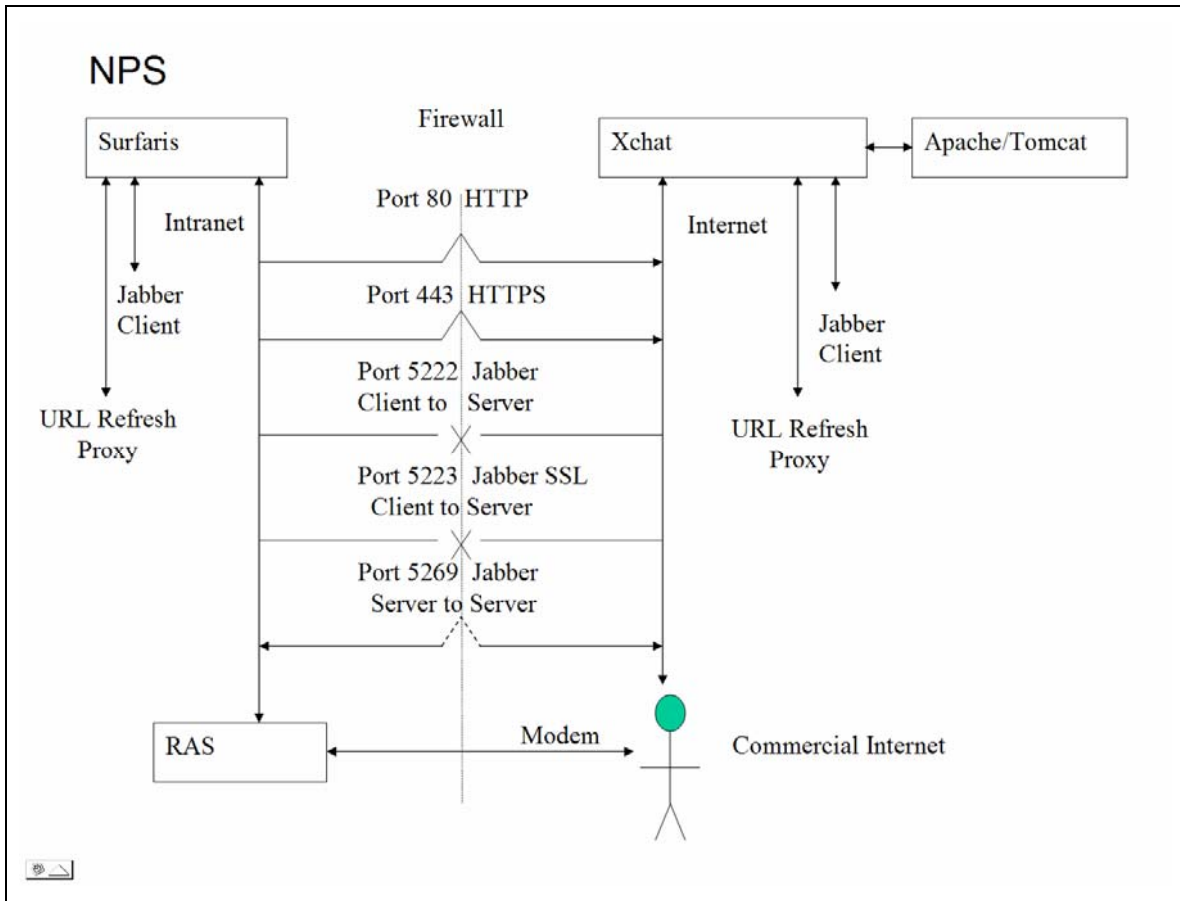 NPS
Firewall
Surfaris
Xchat
Apache/Tomcat
Port 80 HTTP
Intranet
Internet
Port 443 HTTPS
Jabber
Client
Jabber
Client
Port 5222 Jabber
Client to Server
URL Refresh
Proxy
URL Refresh
Proxy
Port 5223 Jabber SSL
Client to Server
Port 5269 Jabber
Server to Server
RAS
Modem
Commercial Internet